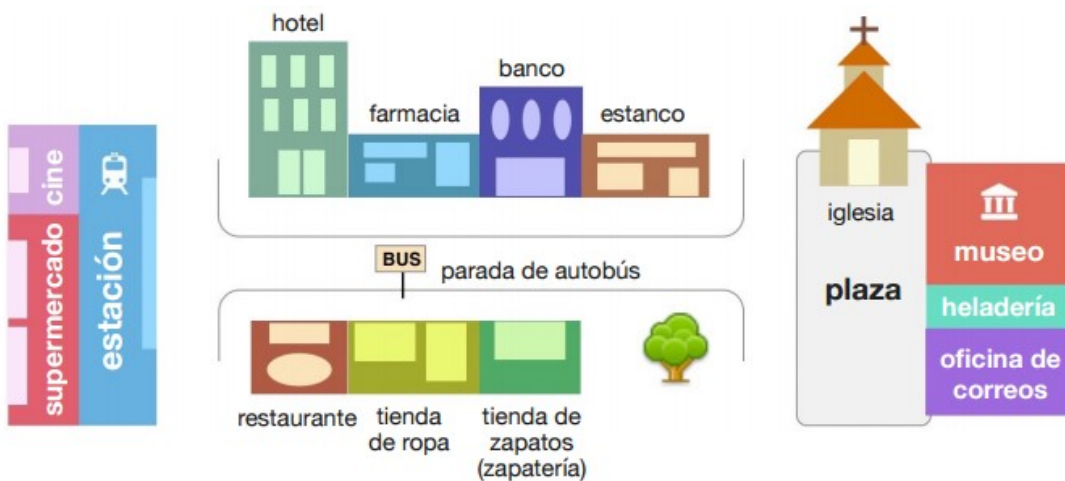 hotel
banco
farmacia
estanco
cine
supermercado
estación
BUS
parada de autobús
iglesia
plaza
museo
heladería
oficina de
correos
restaurante
tienda
de ropa
tienda de
zapatos
(zapatería)